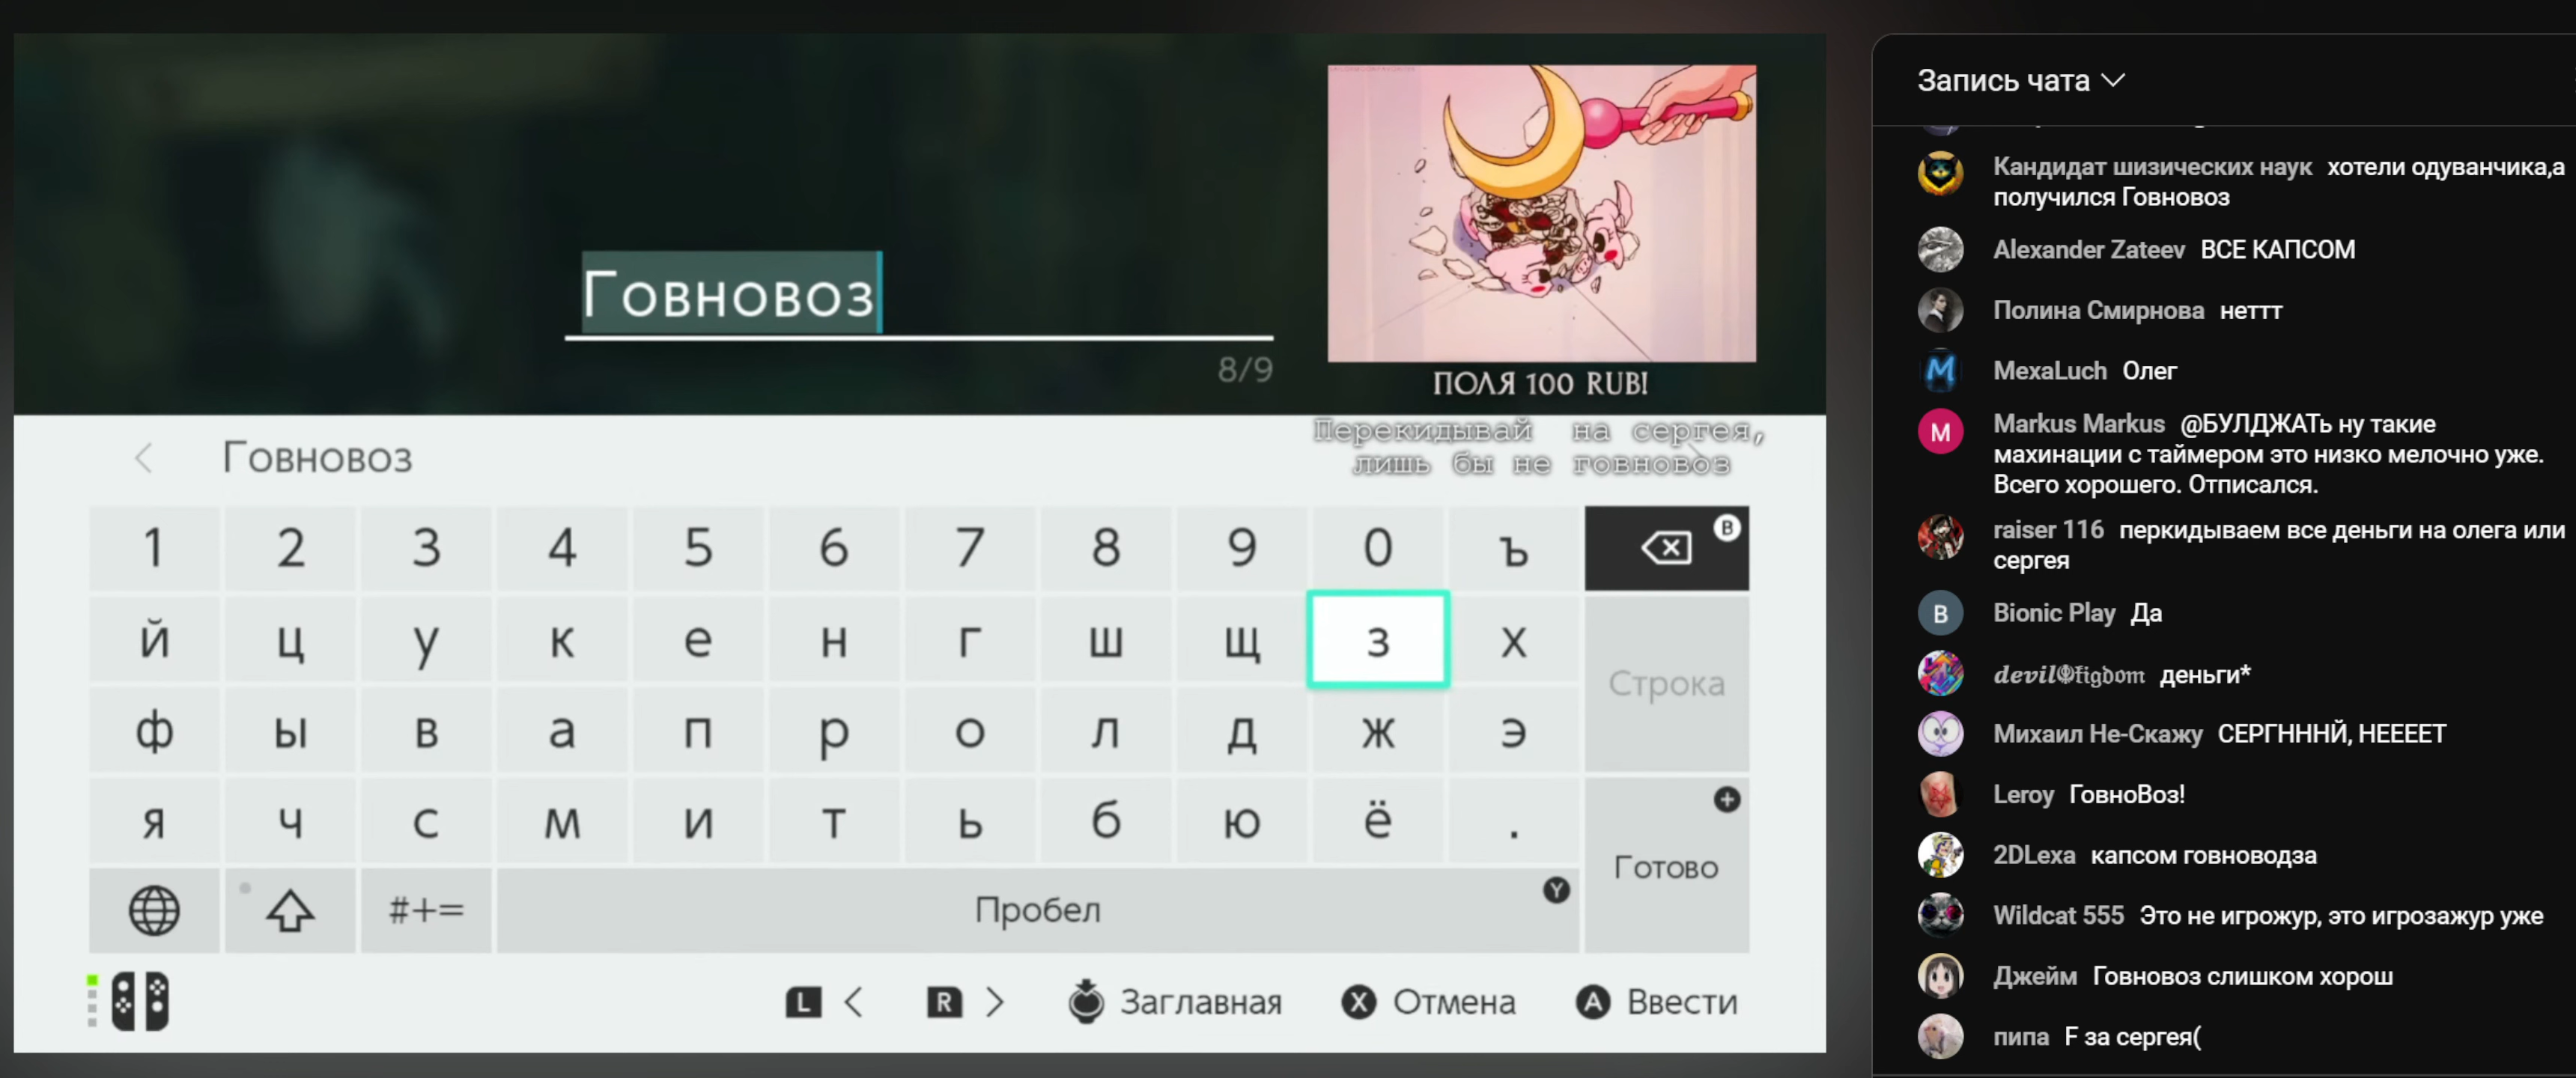 Говновоз
8/9
ПОЛЯ 100 RUB!
Перекидывай на сергея,
лишь бы не говновоз
Говновоз
1 2 3 4 5 6 7 8 9 0 ъ B
й ц у к е н г ш щ з х
Строка
ф ы в а п р о л д ж э
я ч с м и т ь б ю ё .
Готово
#+= Пробел Y
L R Заглавная X Отмена A Ввести
Запись чата
Кандидат шизических наук хотели одуванчика,а
получился Говновоз
Alexander Zateev ВСЕ КАПСОМ
Полина Смирнова неттт
MexaLuch Олег
M Markus Markus @БУЛДЖАТь ну такие
махинации с таймером это низко мелочно уже.
Всего хорошего. Отписался.
raiser 116 перкидываем все деньги на олега или
сергея
B Bionic Play Да
devil☬figdom деньги*
Михаил Не-Скажу СЕРГНННЙ, НЕЕЕЕТ
Leroy ГовноВоз!
2DLexa капсом говноводза
Wildcat 555 Это не игрожур, это игрозажур уже
Джейм Говновоз слишком хорош
пипа F за сергея(